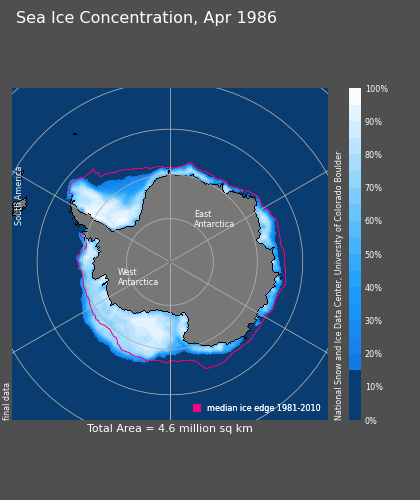 Sea Ice Concentration, Apr 1986
South America
East
Antarctica
West
Antarctica
final data
median ice edge 1981-2010
Total Area = 4.6 million sq km
100%
90%
80%
70%
60%
50%
40%
30%
20%
10%
0%
National Snow and Ice Data Center, University of Colorado Boulder